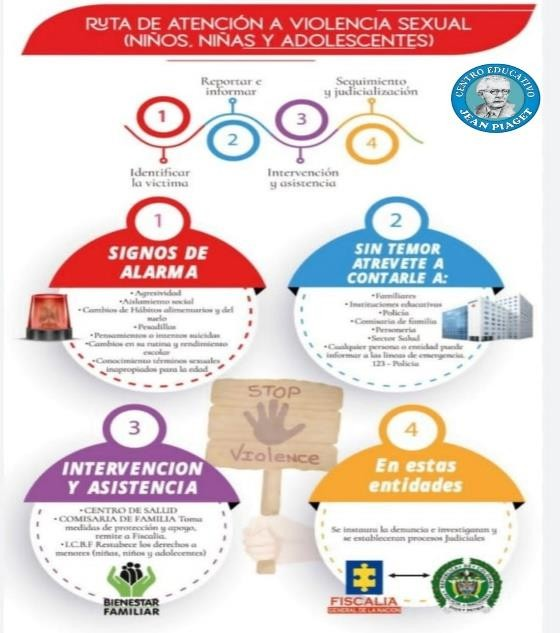 RUTA DE ATENCIÓN A VIOLENCIA SEXUAL
(NIÑOS, NIÑAS Y ADOLESCENTES)
CENTRO EDUCATIVO
JEAN PIAGET
Reportar e
informar
Seguimiento
y judicialización
1
2
3
4
Identificar
la victima
Intervención
y asistencia
1
SIGNOS DE
ALARMA
• Agresividad
• Aislamiento social
• Cambios de Hábitos alimentarios y del
sueño
• Pesadillas
• Pensamientos o intentos suicidas
• Cambios en su rutina y rendimiento
escolar
• Conocimiento términos sexuales
inapropiados para la edad
2
SIN TEMOR
ATREVETE A
CONTARLE A:
• Familiares
• Instituciones educativas
• Policía
• Comisaria de familia
• Personería
• Sector Salud
• Cualquier persona o entidad puede
informar a las líneas de emergencia.
123 - Policía
STOP
Violence
3
INTERVENCION
Y ASISTENCIA
• CENTRO DE SALUD
• COMISARIA DE FAMILIA Toma
medidas de protección y apoyo,
remite a Fiscalia.
• I.C.B.F Restabece los derechos a
menores (niñas, niños y adolecentes)
BIENESTAR
FAMILIAR
4
En estas
entidades
Se instaura la denuncia e investigaran y
se estableceran procesos Judiciales
FISCALIA
GENERAL DE LA NACION